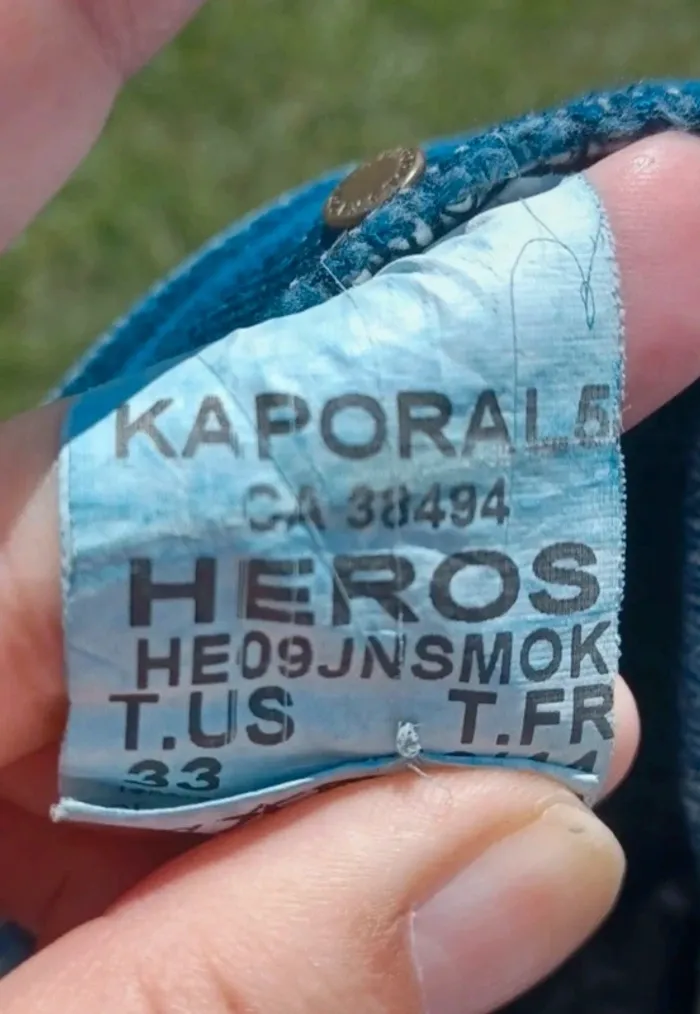 KAPORAL5
CA 38494
HEROS
HE09JNSMOK
T.US T.FR
33